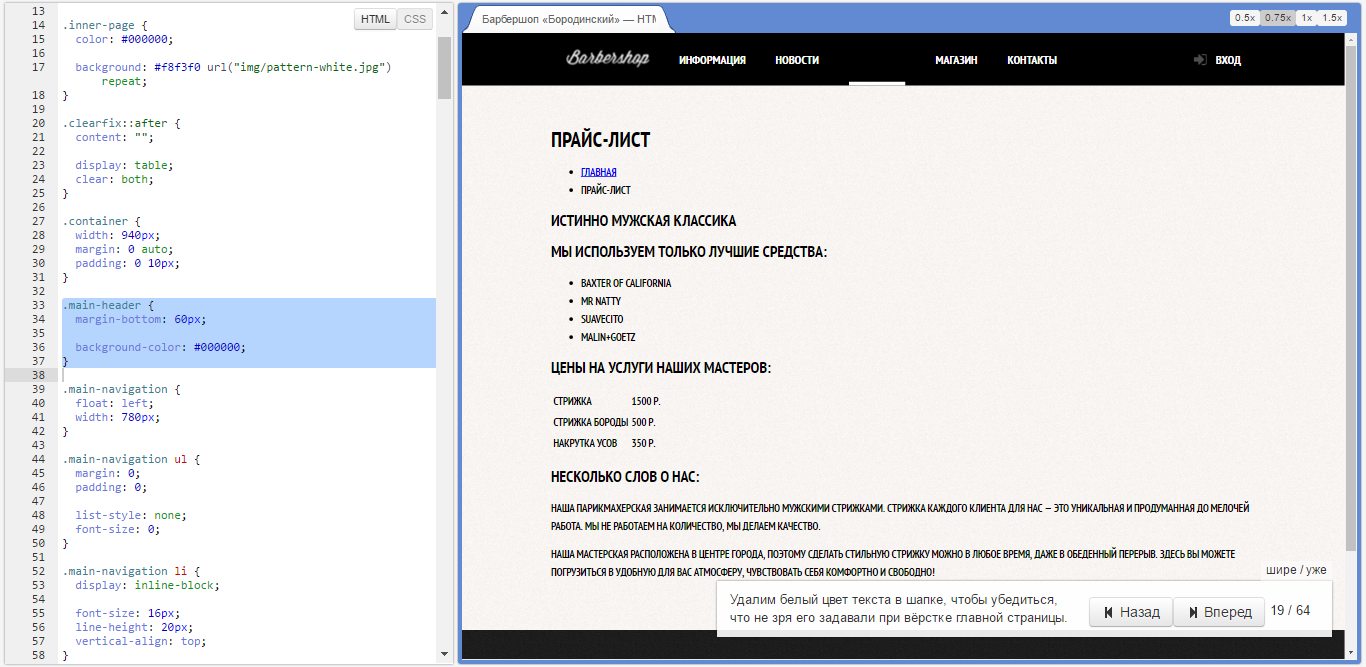 HTML CSS
13
14 .inner-page {
15 color: #000000;
16
17 background: #f8f3f0 url("img/pattern-white.jpg")
repeat;
18 }
19
20 .clearfix::after {
21 content: "";
22
23 display: table;
24 clear: both;
25 }
26
27 .container {
28 width: 940px;
29 margin: 0 auto;
30 padding: 0 10px;
31 }
32
33 .main-header {
34 margin-bottom: 60px;
35
36 background-color: #000000;
37 }
38
39 .main-navigation {
40 float: left;
41 width: 780px;
42 }
43
44 .main-navigation ul {
45 margin: 0;
46 padding: 0;
47
48 list-style: none;
49 font-size: 0;
50 }
51
52 .main-navigation li {
53 display: inline-block;
54
55 font-size: 16px;
56 line-height: 20px;
57 vertical-align: top;
58 }
Барбершоп «Бородинский» — HTM
0.5x 0.75x 1x 1.5x
Barbershop ИНФОРМАЦИЯ НОВОСТИ МАГАЗИН КОНТАКТЫ ВХОД
ПРАЙС-ЛИСТ
ГЛАВНАЯ
ПРАЙС-ЛИСТ
ИСТИННО МУЖСКАЯ КЛАССИКА
МЫ ИСПОЛЬЗУЕМ ТОЛЬКО ЛУЧШИЕ СРЕДСТВА:
BAXTER OF CALIFORNIA
MR NATTY
SUAVECITO
MALIN+GOETZ
ЦЕНЫ НА УСЛУГИ НАШИХ МАСТЕРОВ:
СТРИЖКА 1500 Р.
СТРИЖКА БОРОДЫ 500 Р.
НАКРУТКА УСОВ 350 Р.
НЕСКОЛЬКО СЛОВ О НАС:
НАША ПАРИКМАХЕРСКАЯ ЗАНИМАЕТСЯ ИСКЛЮЧИТЕЛЬНО МУЖСКИМИ СТРИЖКАМИ. СТРИЖКА КАЖДОГО КЛИЕНТА ДЛЯ НАС — ЭТО УНИКАЛЬНАЯ И ПРОДУМАННАЯ ДО МЕЛОЧЕЙ
РАБОТА. МЫ НЕ РАБОТАЕМ НА КОЛИЧЕСТВО, МЫ ДЕЛАЕМ КАЧЕСТВО.
НАША МАСТЕРСКАЯ РАСПОЛОЖЕНА В ЦЕНТРЕ ГОРОДА, ПОЭТОМУ СДЕЛАТЬ СТИЛЬНУЮ СТРИЖКУ МОЖНО В ЛЮБОЕ ВРЕМЯ, ДАЖЕ В ОБЕДЕННЫЙ ПЕРЕРЫВ. ЗДЕСЬ ВЫ МОЖЕТЕ
ПОГРУЗИТЬСЯ В УДОБНУЮ ДЛЯ ВАС АТМОСФЕРУ, ЧУВСТВОВАТЬ СЕБЯ КОМФОРТНО И СВОБОДНО!
шире / уже
Удалим белый цвет текста в шапке, чтобы убедиться,
что не зря его задавали при вёрстке главной страницы.
Назад Вперед 19 / 64